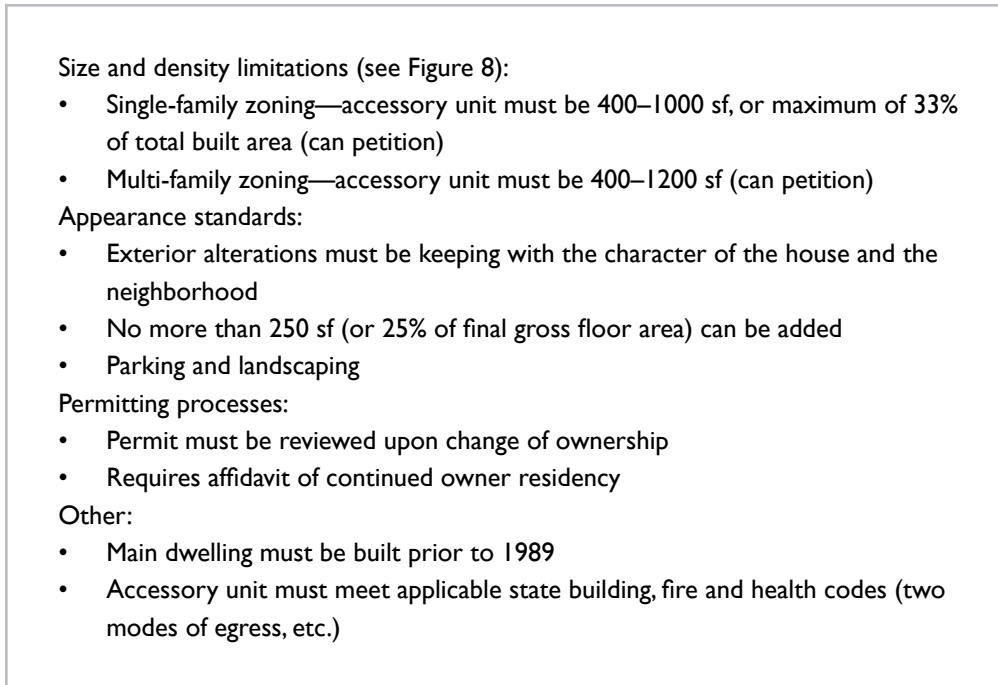 Size and density limitations (see Figure 8):
• Single-family zoning—accessory unit must be 400–1000 sf, or maximum of 33%
of total built area (can petition)
• Multi-family zoning—accessory unit must be 400–1200 sf (can petition)
Appearance standards:
• Exterior alterations must be keeping with the character of the house and the
neighborhood
• No more than 250 sf (or 25% of final gross floor area) can be added
• Parking and landscaping
Permitting processes:
• Permit must be reviewed upon change of ownership
• Requires affidavit of continued owner residency
Other:
• Main dwelling must be built prior to 1989
• Accessory unit must meet applicable state building, fire and health codes (two
modes of egress, etc.)